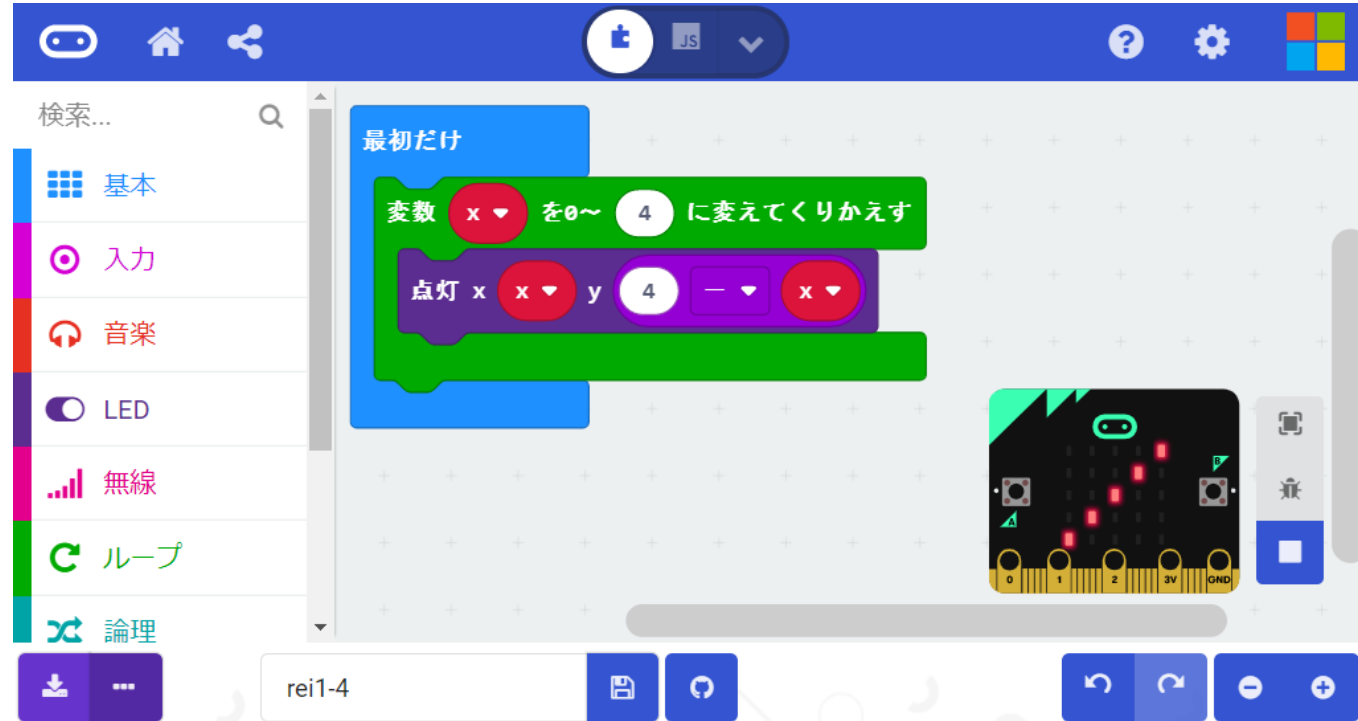 JS
検索...
基本
入力
音楽
LED
無線
ループ
論理
最初だけ
変数 x を0～ 4 に変えてくりかえす
点灯 x x y 4 － x
A
B
0 1 2 3V GND
rei1-4